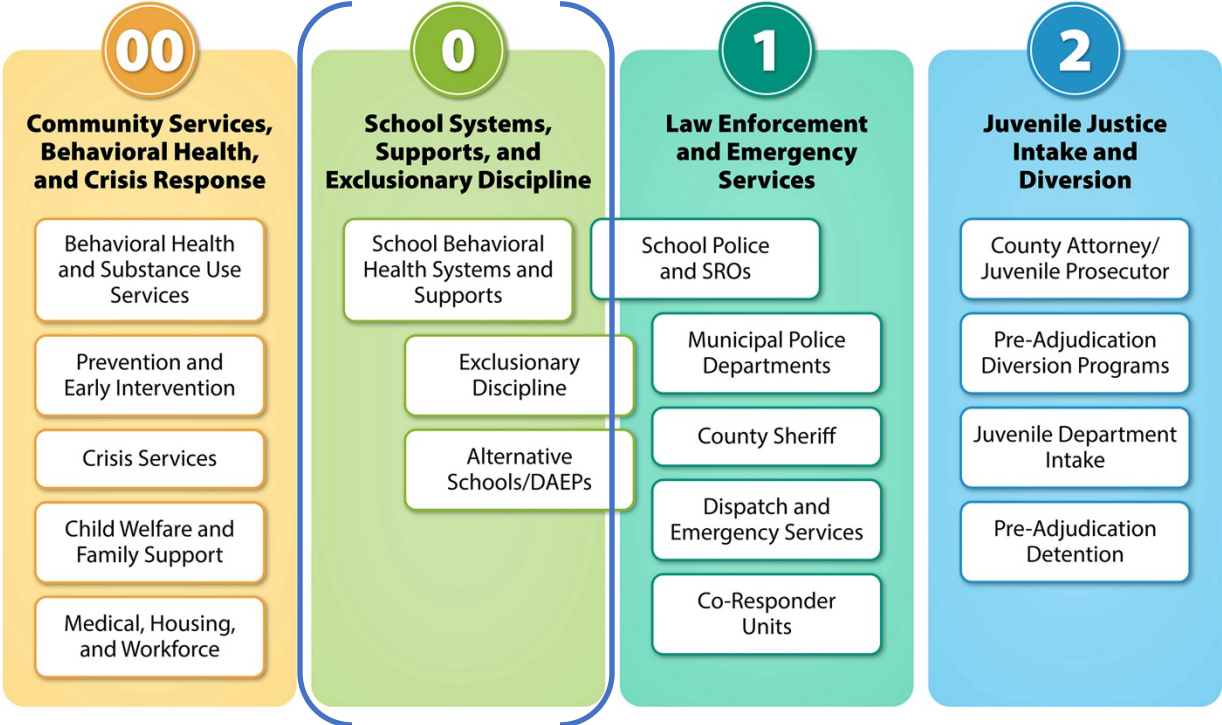 00
Community Services,
Behavioral Health,
and Crisis Response
Behavioral Health
and Substance Use
Services
Prevention and
Early Intervention
Crisis Services
Child Welfare and
Family Support
Medical, Housing,
and Workforce
0
School Systems,
Supports, and
Exclusionary Discipline
School Behavioral
Health Systems and
Supports
Exclusionary
Discipline
Alternative
Schools/DAEPs
1
Law Enforcement
and Emergency
Services
School Police
and SROs
Municipal Police
Departments
County Sheriff
Dispatch and
Emergency Services
Co-Responder
Units
2
Juvenile Justice
Intake and
Diversion
County Attorney/
Juvenile Prosecutor
Pre-Adjudication
Diversion Programs
Juvenile Department
Intake
Pre-Adjudication
Detention